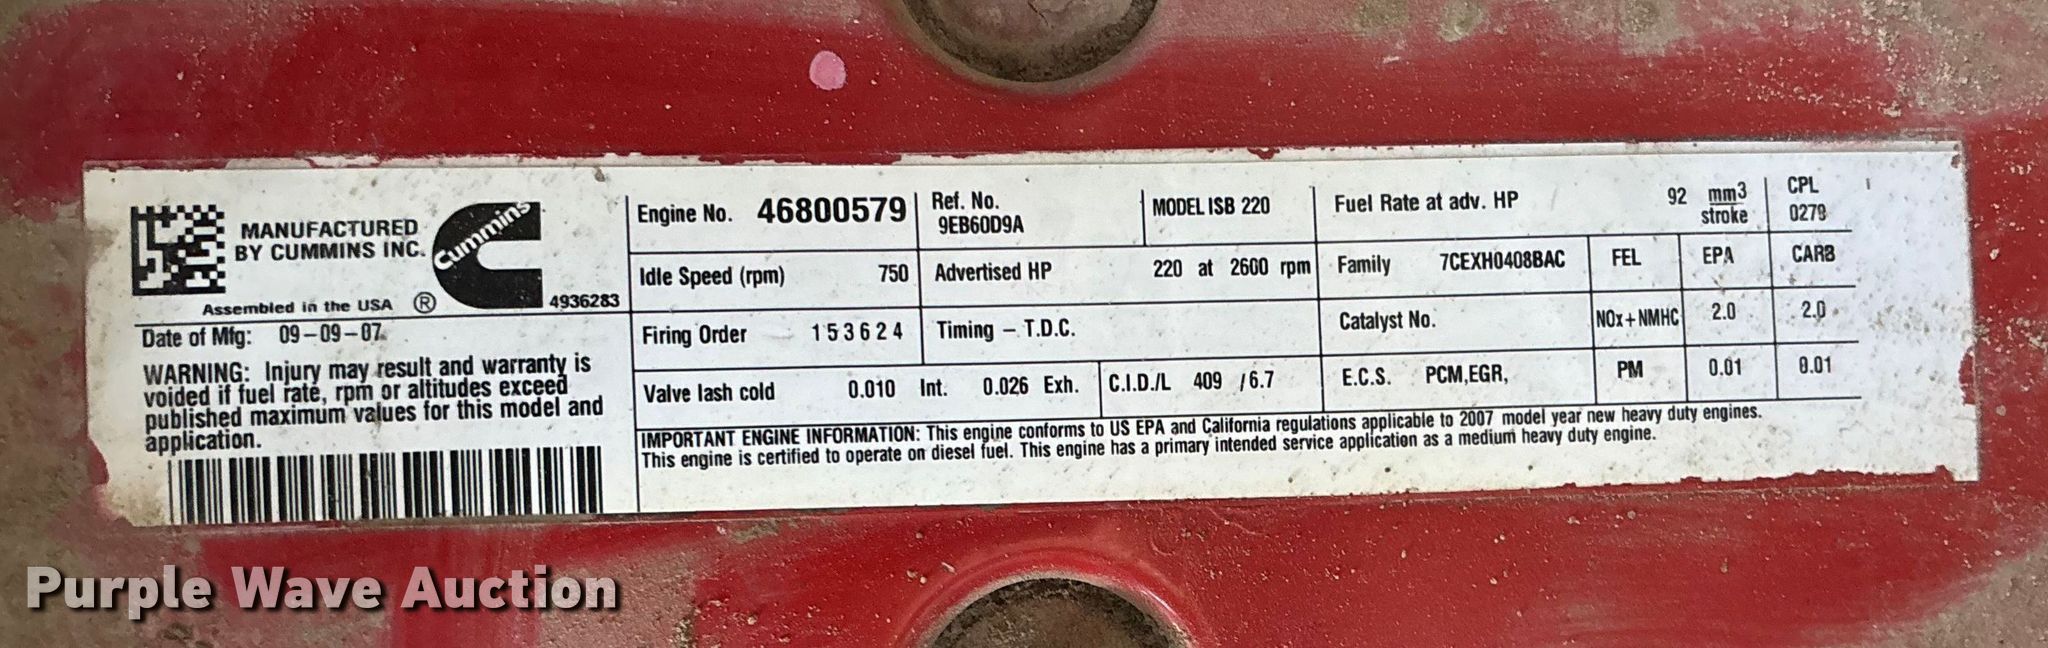 MANUFACTURED
BY CUMMINS INC.
Cummins
Assembled in the USA ® 4936283
Date of Mfg: 09-09-07
WARNING: Injury may result and warranty is
voided if fuel rate, rpm or altitudes exceed
published maximum values for this model and
application.
Engine No. 46800579
Ref. No.
9EB60D9A
MODEL ISB 220
Fuel Rate at adv. HP 92 mm3
stroke
CPL
0279
Idle Speed (rpm) 750
Advertised HP 220 at 2600 rpm
Family 7CEXH0408BAC
FEL EPA CARB
Firing Order 1 5 3 6 2 4
Timing - T.D.C.
Catalyst No.
NOx+NMHC 2.0 2.0
Valve lash cold 0.010 Int. 0.026 Exh.
C.I.D./L 409 /6.7
E.C.S. PCM,EGR,
PM 0.01 0.01
IMPORTANT ENGINE INFORMATION: This engine conforms to US EPA and California regulations applicable to 2007 model year new heavy duty engines.
This engine is certified to operate on diesel fuel. This engine has a primary intended service application as a medium heavy duty engine.
Purple Wave Auction